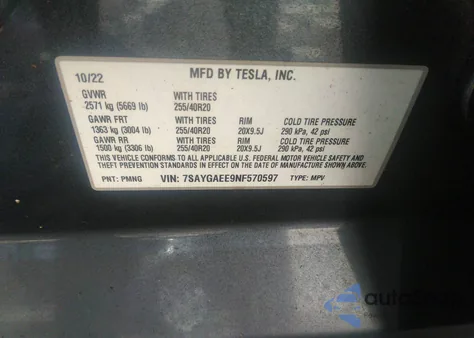 MFD BY TESLA, INC.
10/22
GVWR
2571 kg (5669 lb)
WITH TIRES
255/40R20
GAWR FRT
1363 kg (3004 lb)
WITH TIRES
255/40R20
RIM
20X9.5J
COLD TIRE PRESSURE
290 kPa, 42 psi
GAWR RR
1500 kg (3306 lb)
WITH TIRES
255/40R20
RIM
20X9.5J
COLD TIRE PRESSURE
290 kPa, 42 psi
THIS VEHICLE CONFORMS TO ALL APPLICABLE U.S. FEDERAL MOTOR VEHICLE SAFETY AND
THEFT PREVENTION STANDARDS IN EFFECT ON THE DATE OF MANUFACTURE SHOWN ABOVE.
PNT: PMNG
VIN: 7SAYGAEE9NF570597
TYPE: MPV